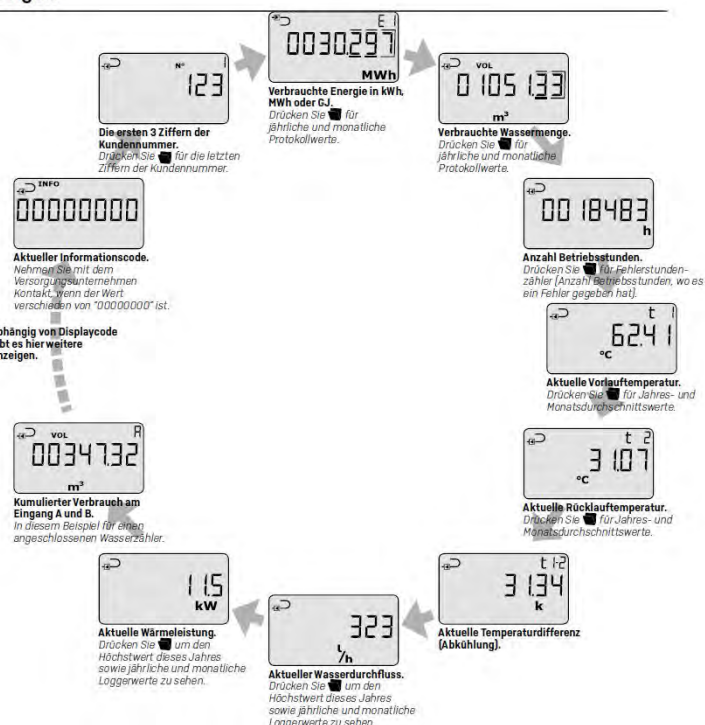 E1
0030.297
MWh
Verbrauchte Energie in kWh,
MWh oder GJ.
Drücken Sie für
jährliche und monatliche
Protokollwerte.
VOL
01051.33
m³
Verbrauchte Wassermenge.
Drücken Sie für
jährliche und monatliche
Protokollwerte.
0018483
h
Anzahl Betriebsstunden.
Drücken Sie für Fehlerstunden-
zähler (Anzahl Betriebsstunden, wo es
ein Fehler gegeben hat).
t 1
62.41
°C
Aktuelle Vorlauftemperatur.
Drücken Sie für Jahres- und
Monatsdurchschnittswerte.
t 2
31.07
°C
Aktuelle Rücklauftemperatur.
Drücken Sie für Jahres- und
Monatsdurchschnittswerte.
t1-2
31.34
k
Aktuelle Temperaturdifferenz
(Abkühlung).
323
l/h
Aktueller Wasserdurchfluss.
Drücken Sie um den
Höchstwert dieses Jahres
sowie jährliche und monatliche
Loggerwerte zu sehen
11.5
kW
Aktuelle Wärmeleistung.
Drücken Sie um den
Höchstwert dieses Jahres
sowie jährliche und monatliche
Loggerwerte zu sehen.
VOL A
00347.32
m³
Kumulierter Verbrauch am
Eingang A und B.
In diesem Beispiel für einen
angeschlossenen Wasserzähler.
von Displaycode
es hier weitere
INFO
00000000
Aktueller Informationscode.
Nehmen Sie mit dem
Versorgungsunternehmen
Kontakt, wenn der Wert
verschieden von "00000000" ist.
N° 1
123
Die ersten 3 Ziffern der
Kundennummer.
Drücken Sie für die letzten
Ziffern der Kundennummer.